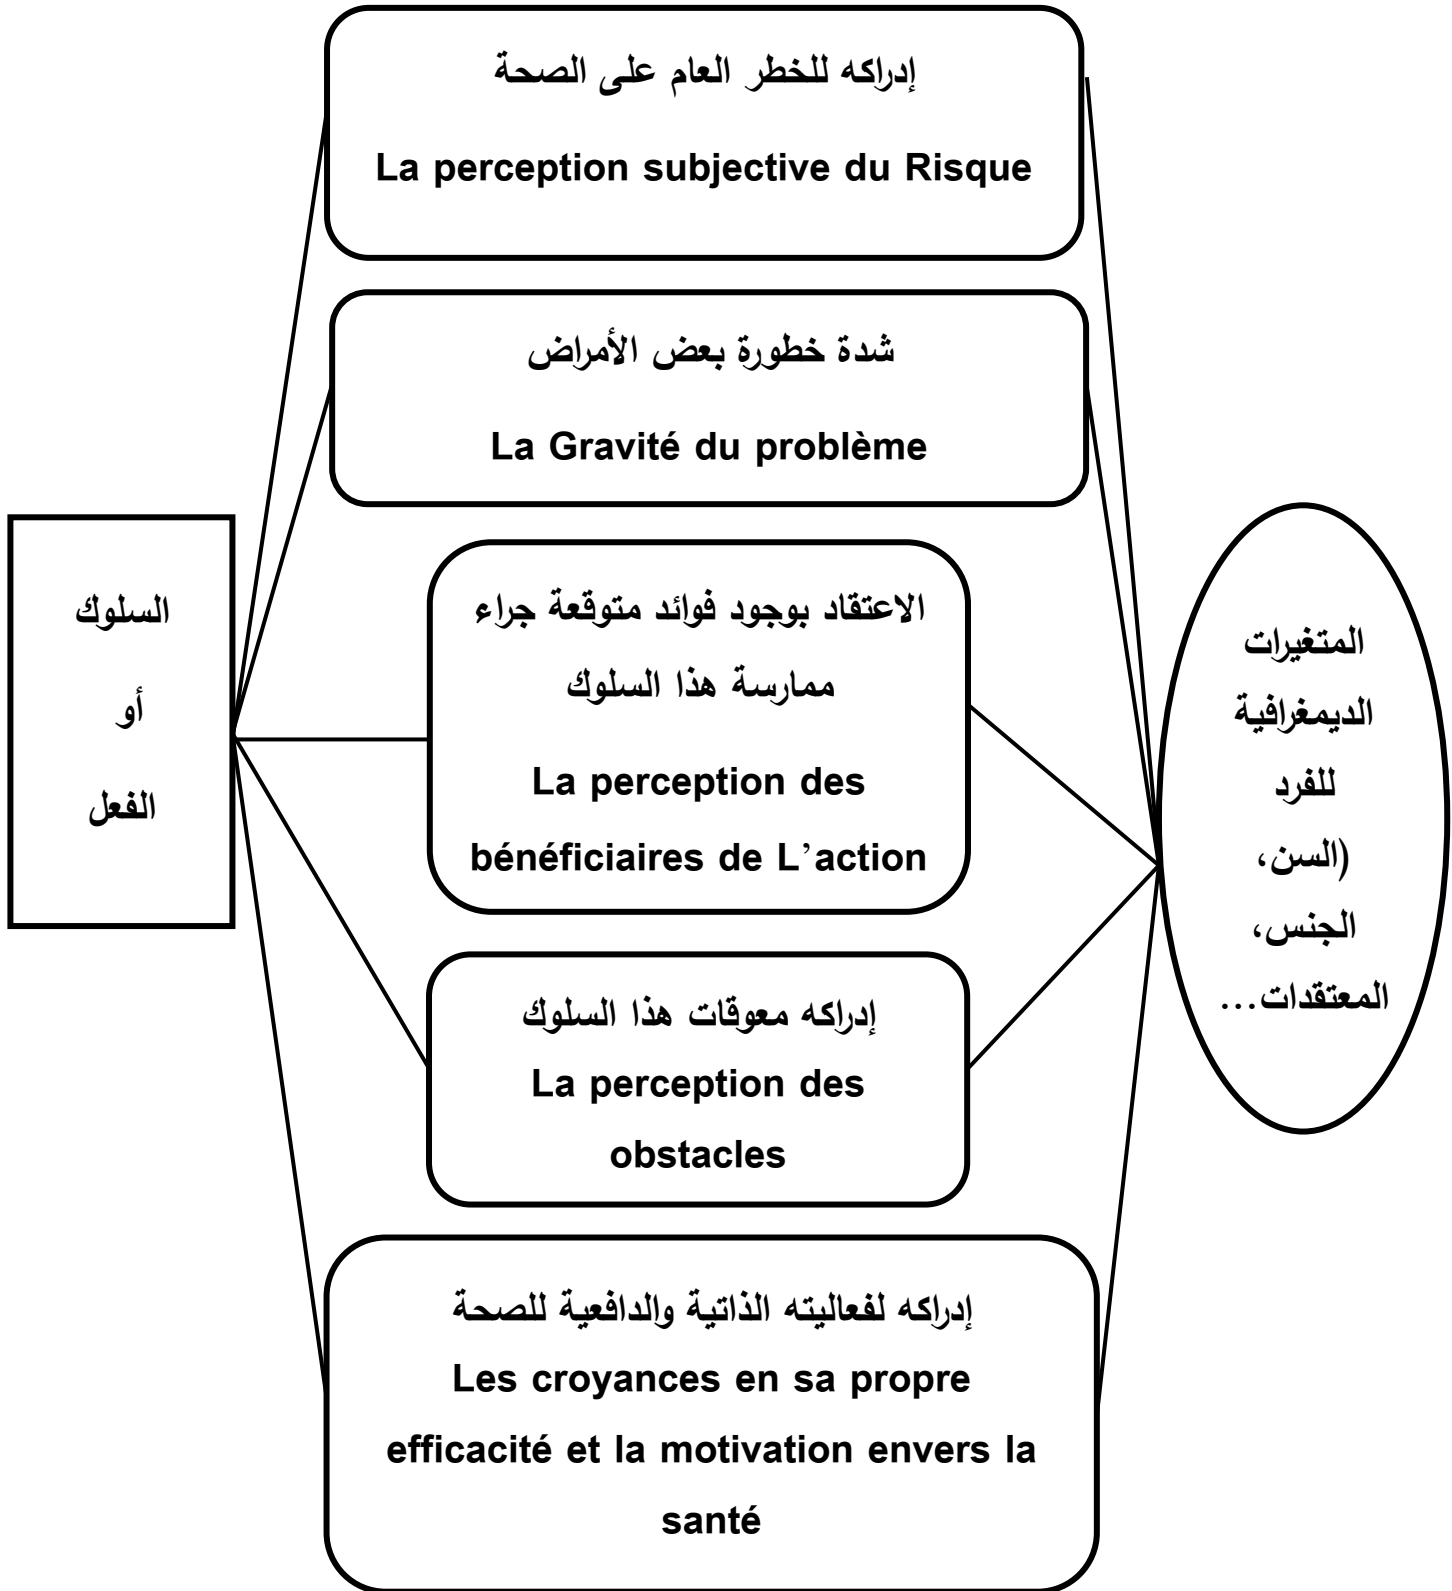 إدراكه للخطر العام على الصحة
La perception subjective du Risque
شدة خطورة بعض الأمراض
La Gravité du problème
الاعتقاد بوجود فوائد متوقعة جراء
ممارسة هذا السلوك
La perception des
bénéficiaires de L’action
إدراكه معوقات هذا السلوك
La perception des
obstacles
إدراكه لفعاليته الذاتية والدافعية للصحة
Les croyances en sa propre
efficacité et la motivation envers la
santé
المتغيرات
الديمغرافية
للفرد
(السن،
الجنس،
المعتقدات...
السلوك
أو
الفعل